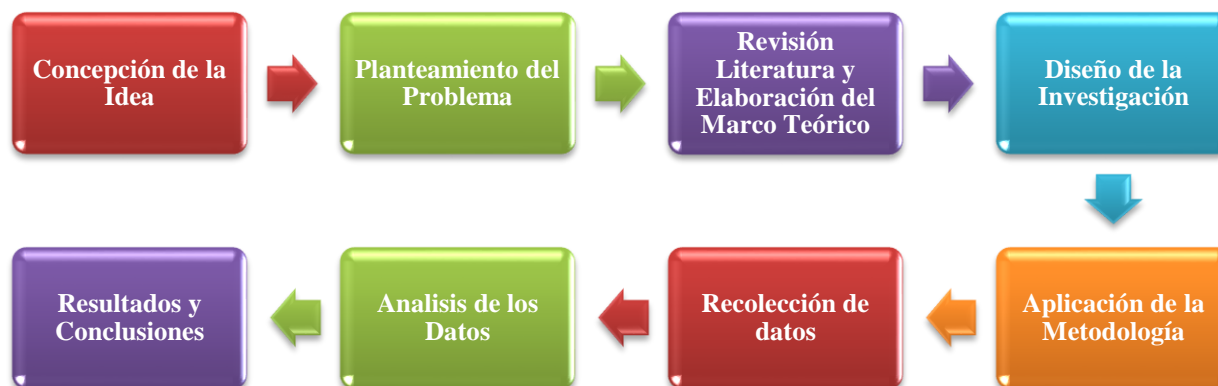 Concepción de la
Idea
Planteamiento del
Problema
Revisión
Literatura y
Elaboración del
Marco Teórico
Diseño de la
Investigación
Aplicación de la
Metodología
Recolección de
datos
Analisis de los
Datos
Resultados y
Conclusiones